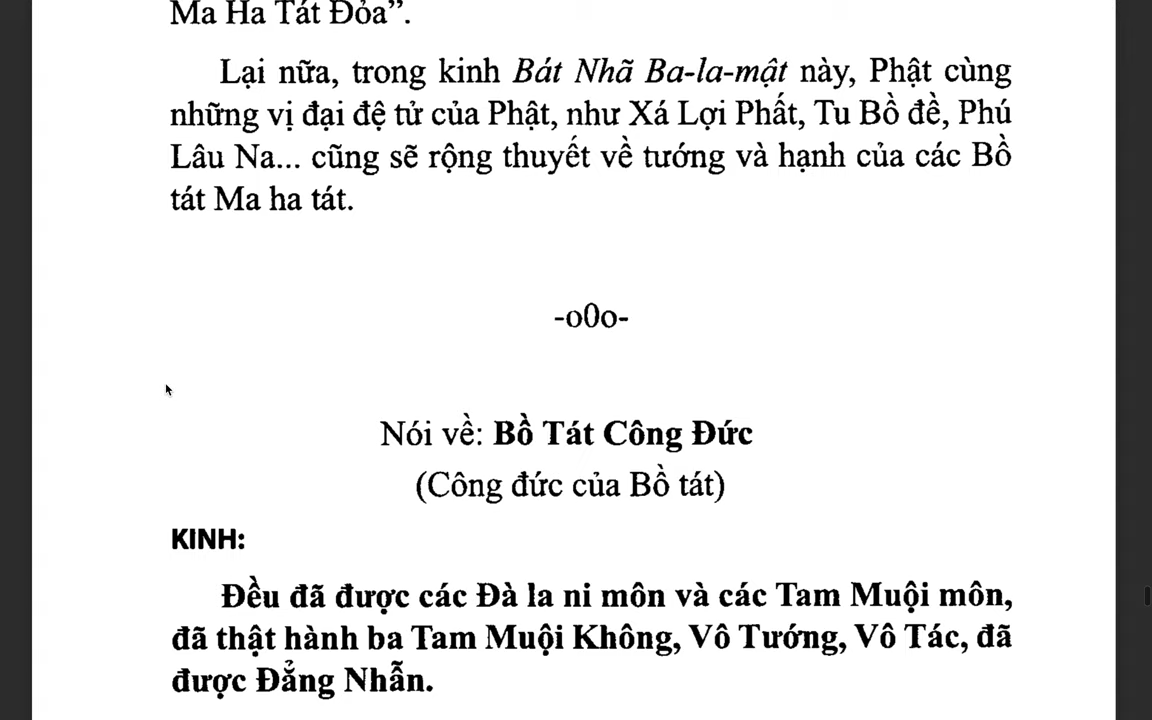 Ma Ha Tát Đỏa”.
Lại nữa, trong kinh Bát Nhã Ba-la-mật này, Phật cùng
những vị đại đệ tử của Phật, như Xá Lợi Phất, Tu Bồ đề, Phú
Lâu Na... cũng sẽ rộng thuyết về tướng và hạnh của các Bồ
tát Ma ha tát.
-o0o-
Nói về: Bồ Tát Công Đức
(Công đức của Bồ tát)
KINH:
Đều đã được các Đà la ni môn và các Tam Muội môn,
đã thật hành ba Tam Muội Không, Vô Tướng, Vô Tác, đã
được Đẳng Nhẫn.